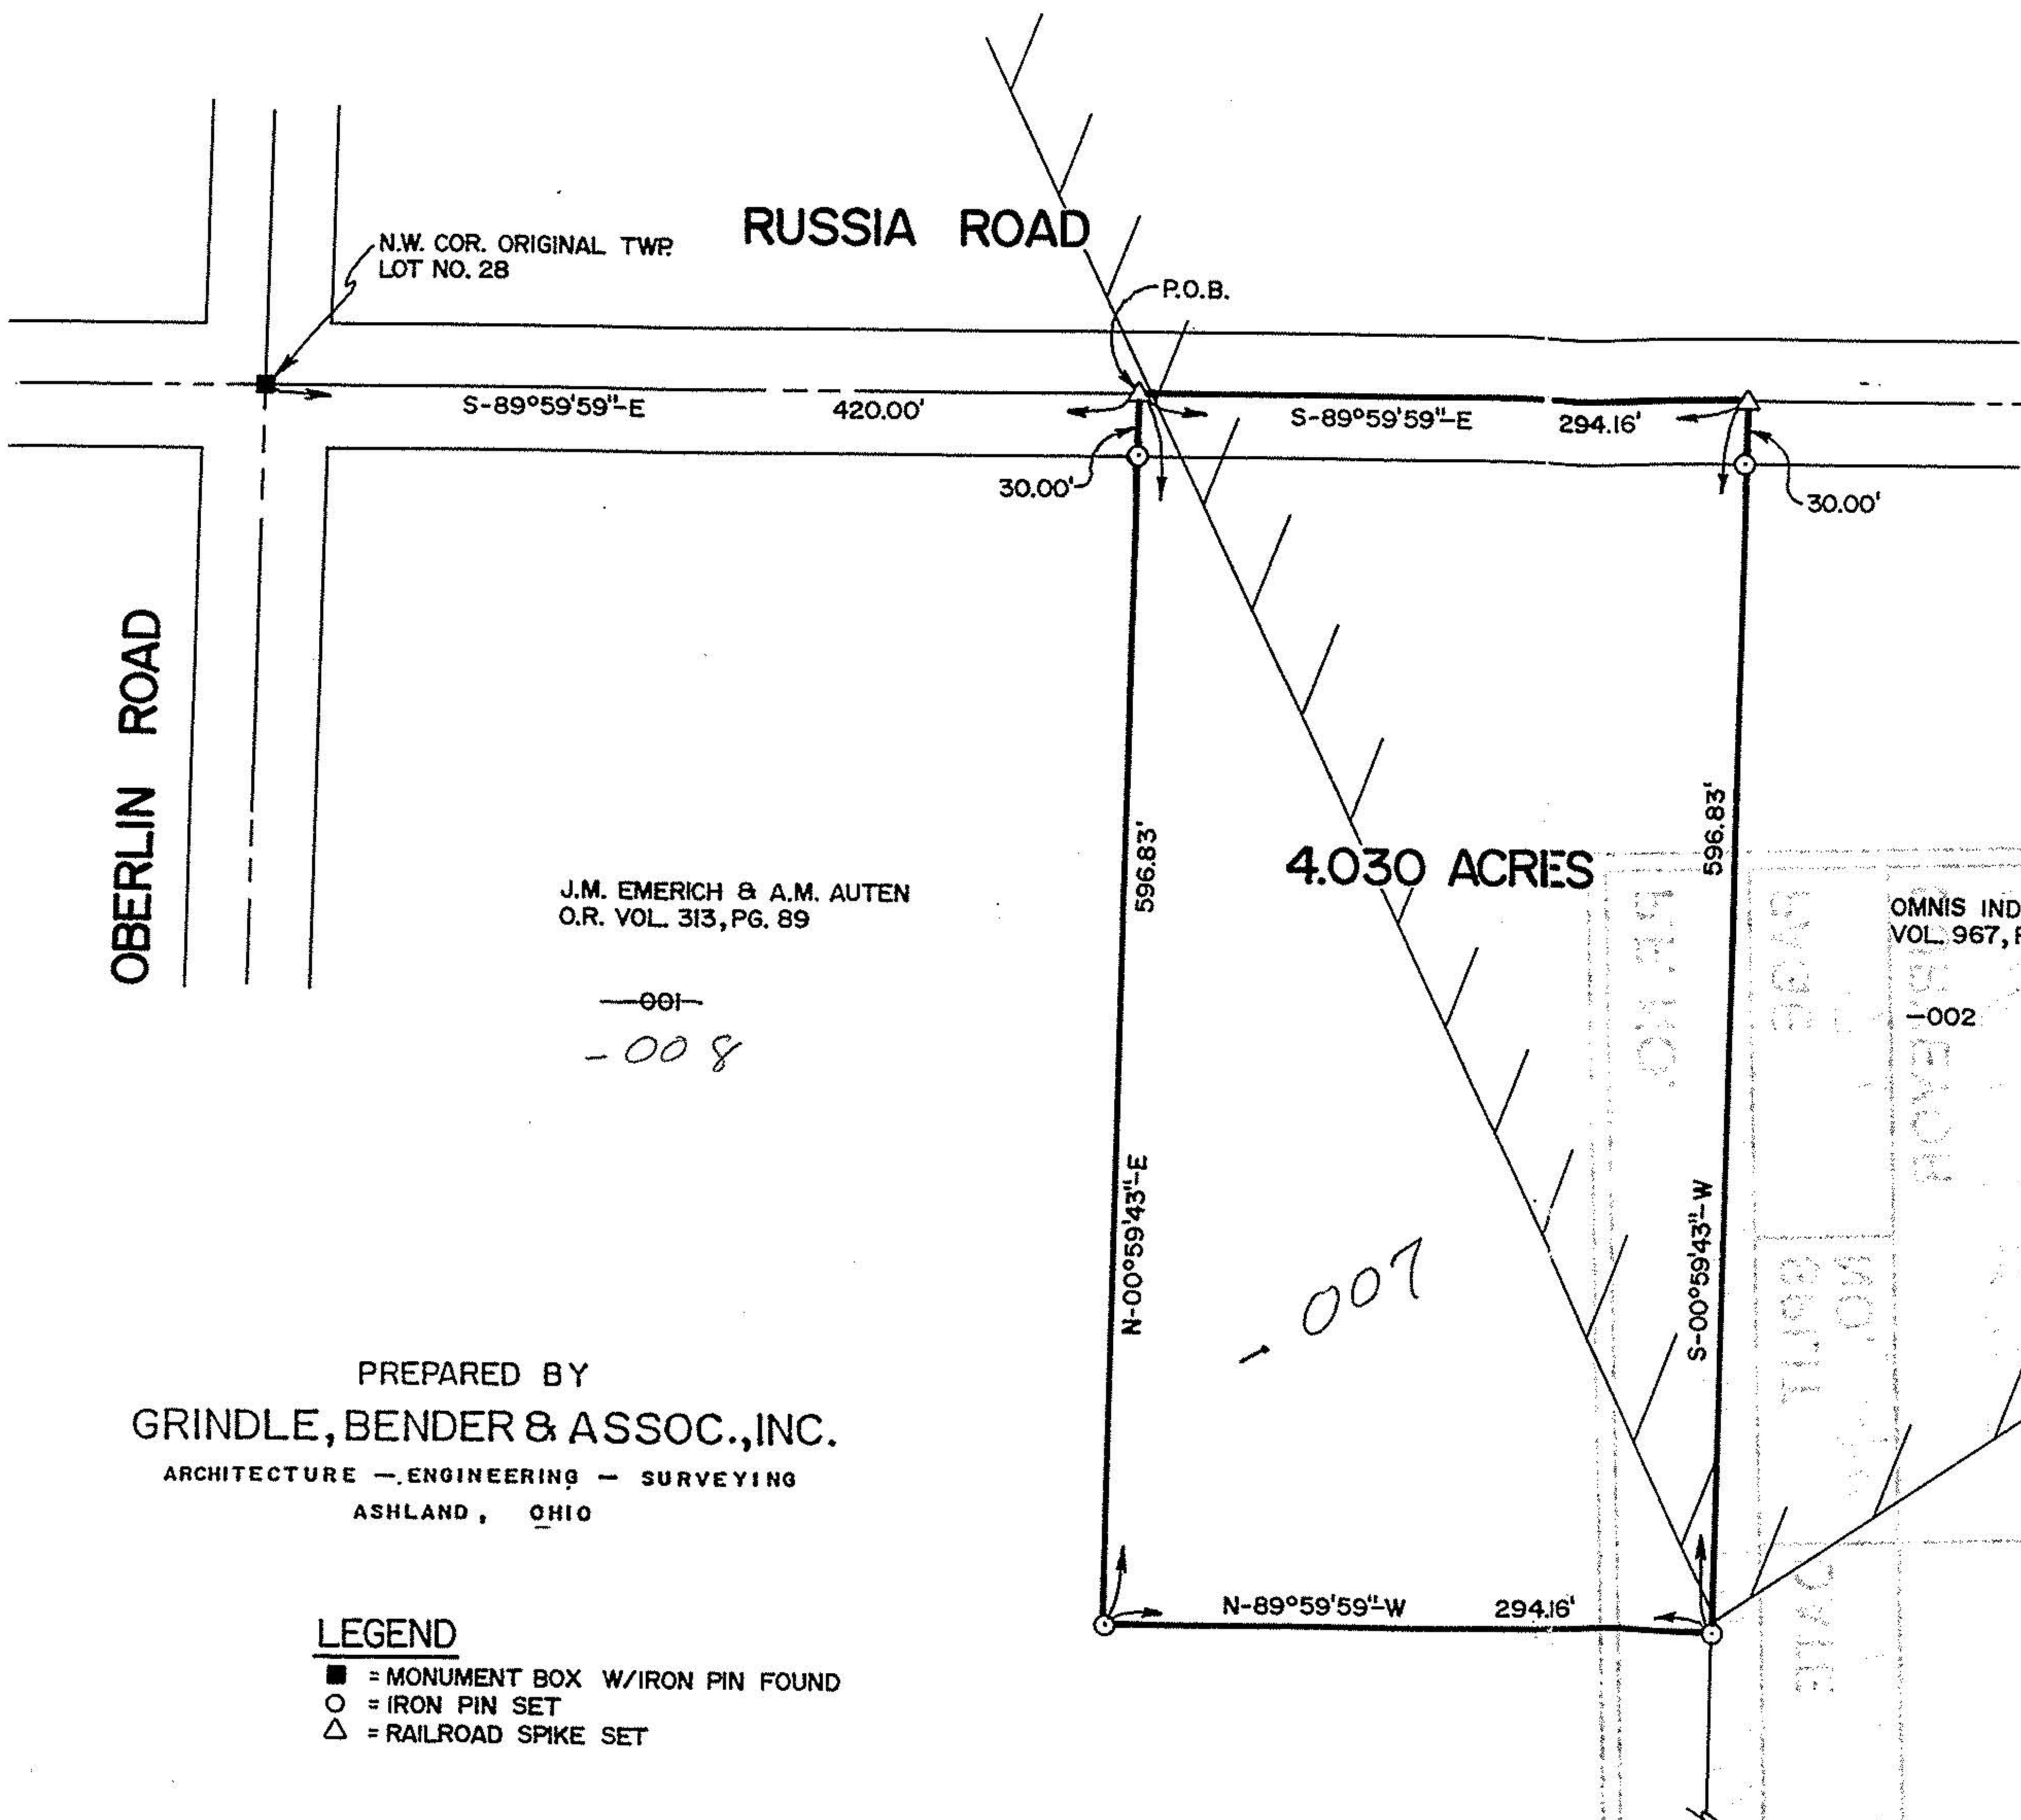 RUSSIA ROAD
N.W. COR. ORIGINAL TWP.
LOT NO. 28
P.O.B.
S-89°59'59"-E 420.00'
S-89°59'59"-E 294.16'
30.00'
30.00'
OBERLIN ROAD
596.83'
N-00°59'43"-E
4.030 ACRES
596.83'
S-00°59'43"-W
J.M. EMERICH & A.M. AUTEN
O.R. VOL. 313, PG. 89
-001-
-008
OMNIS IND
VOL. 967,
-002
-007
N-89°59'59"-W 294.16'
PREPARED BY
GRINDLE, BENDER & ASSOC., INC.
ARCHITECTURE - ENGINEERING - SURVEYING
ASHLAND, OHIO
LEGEND
■ = MONUMENT BOX W/IRON PIN FOUND
○ = IRON PIN SET
△ = RAILROAD SPIKE SET